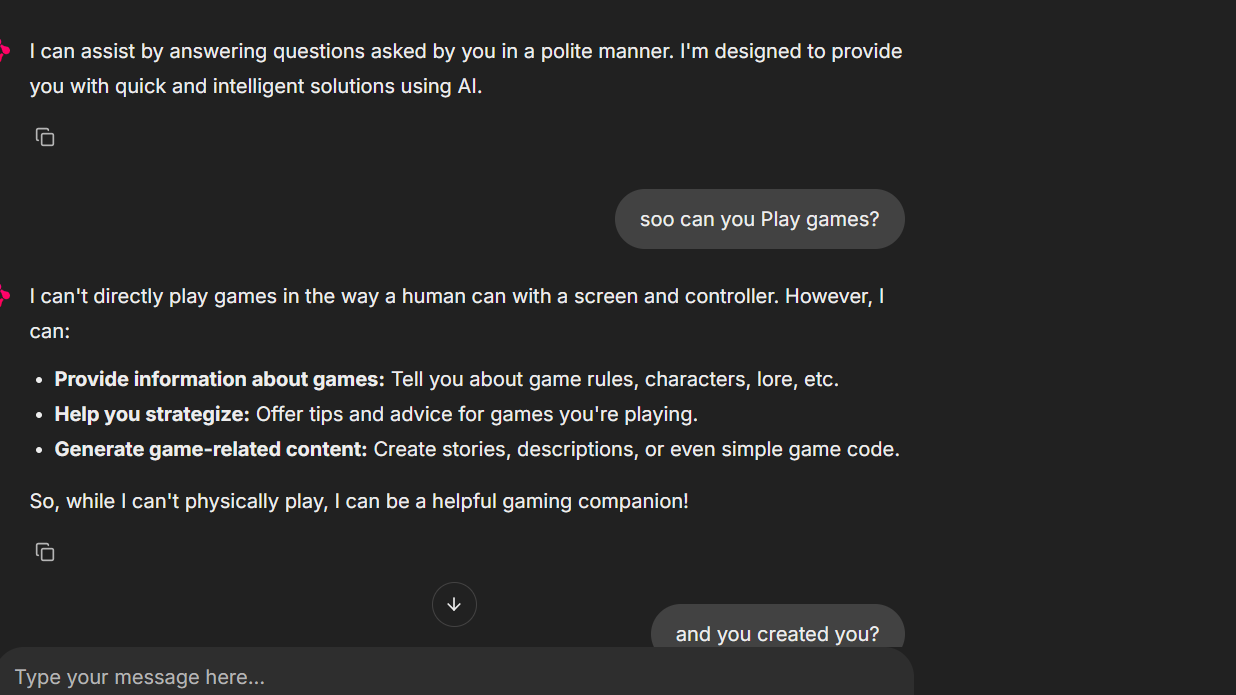 I can assist by answering questions asked by you in a polite manner. I'm designed to provide
you with quick and intelligent solutions using AI.
soo can you Play games?
I can't directly play games in the way a human can with a screen and controller. However, I
can:
• Provide information about games: Tell you about game rules, characters, lore, etc.
• Help you strategize: Offer tips and advice for games you're playing.
• Generate game-related content: Create stories, descriptions, or even simple game code.
So, while I can't physically play, I can be a helpful gaming companion!
and you created you?
Type your message here...